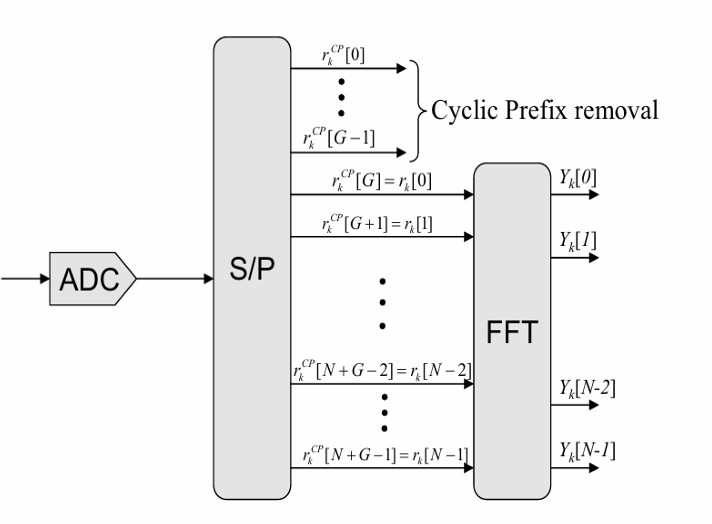 r_k^{CP}[0]
Cyclic Prefix removal
r_k^{CP}[G−1]
r_k^{CP}[G]=r_k[0]
Y_k[0]
r_k^{CP}[G+1]=r_k[1]
Y_k[1]
ADC
S/P
FFT
r_k^{CP}[N+G−2]=r_k[N−2]
Y_k[N-2]
r_k^{CP}[N+G−1]=r_k[N−1]
Y_k[N-1]